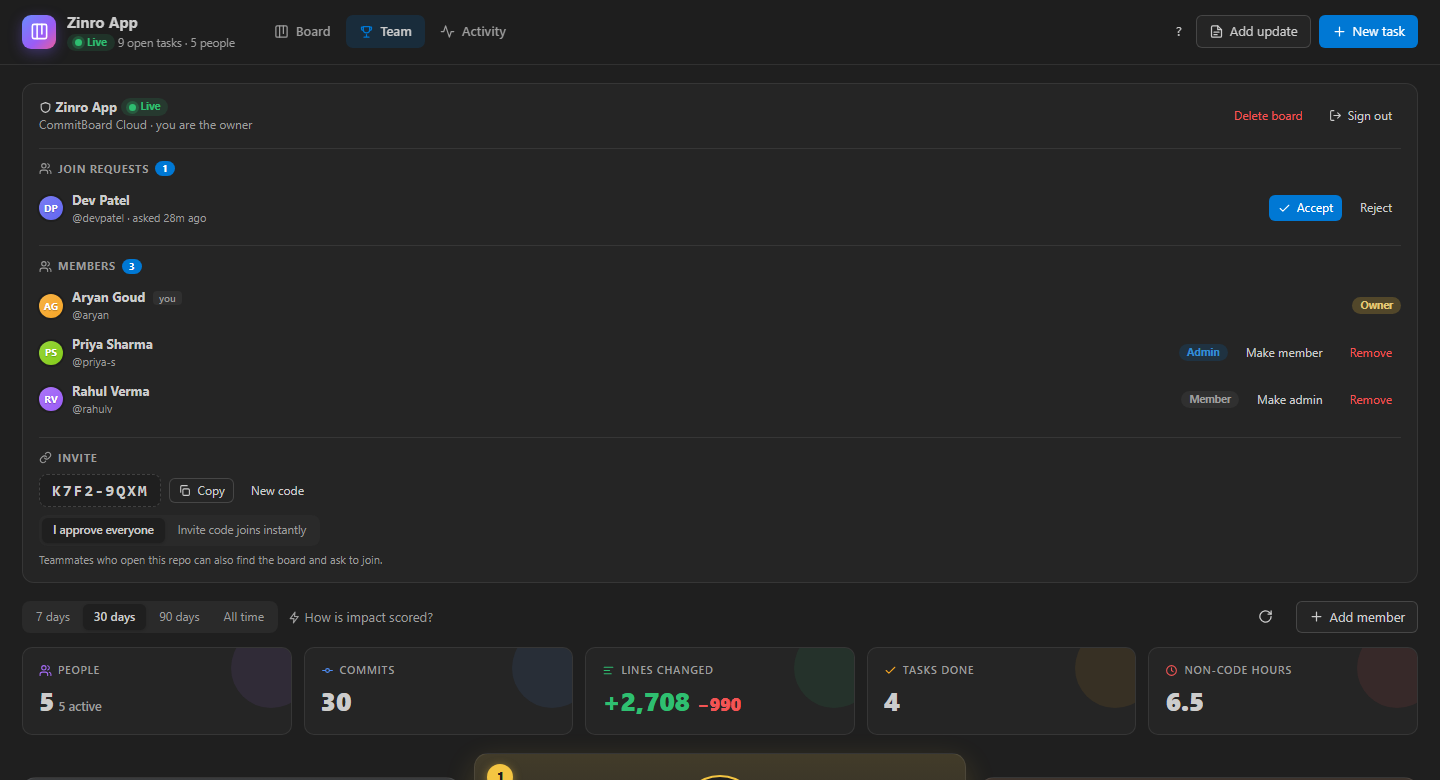 Zinro App
Live 9 open tasks · 5 people
Board
Team
Activity
?
Add update
New task
Zinro App Live
CommitBoard Cloud · you are the owner
Delete board
Sign out
JOIN REQUESTS 1
DP
Dev Patel
@devpatel · asked 28m ago
Accept
Reject
MEMBERS 3
AG
Aryan Goud you
@aryan
Owner
PS
Priya Sharma
@priya-s
Admin
Make member
Remove
RV
Rahul Verma
@rahulv
Member
Make admin
Remove
INVITE
K7F2-9QXM
Copy
New code
I approve everyone
Invite code joins instantly
Teammates who open this repo can also find the board and ask to join.
7 days
30 days
90 days
All time
How is impact scored?
Add member
PEOPLE
5 5 active
COMMITS
30
LINES CHANGED
+2,708 −990
TASKS DONE
4
NON-CODE HOURS
6.5
1